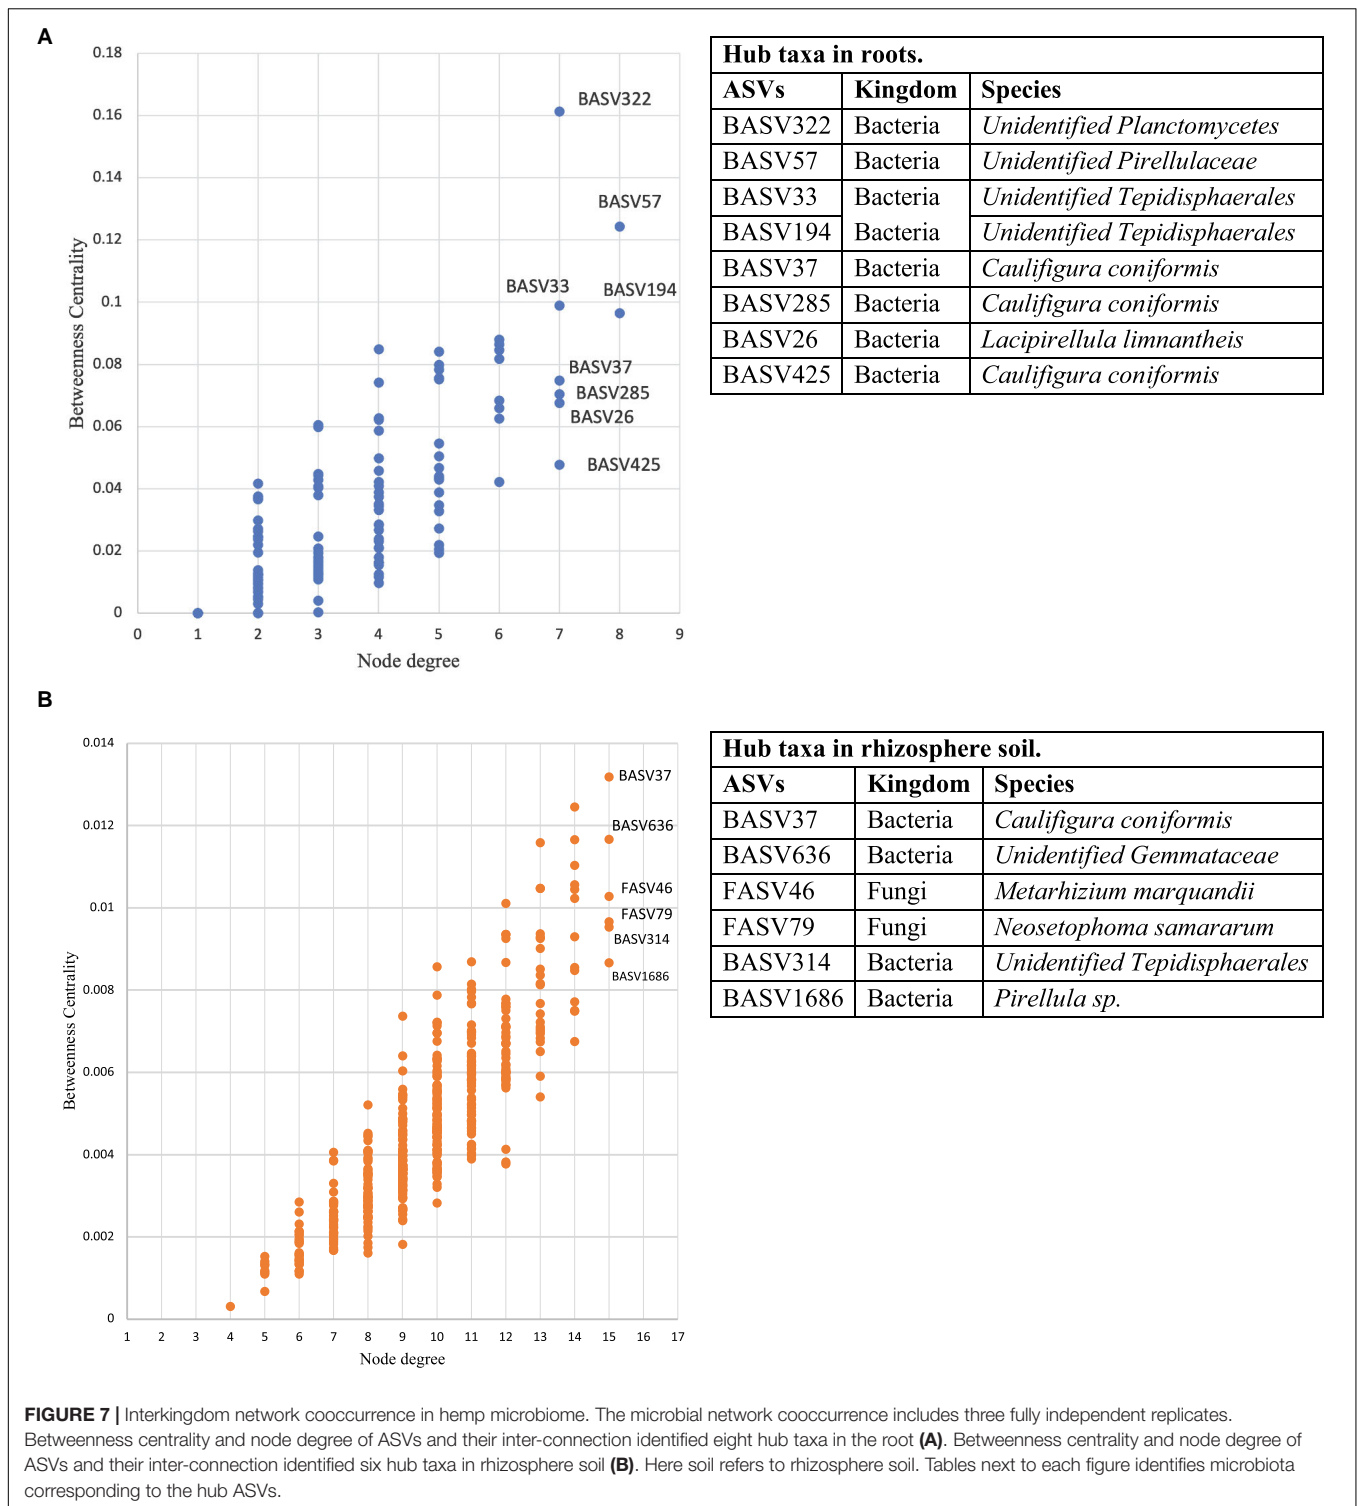 A
0.18
0.16
0.14
0.12
0.1
0.08
0.06
0.04
0.02
0
Betweenness Centrality
0 1 2 3 4 5 6 7 8 9
Node degree
BASV322
BASV57
BASV33
BASV194
BASV37
BASV285
BASV26
BASV425
Hub taxa in roots.
ASVs Kingdom Species
BASV322 Bacteria Unidentified Planctomycetes
BASV57 Bacteria Unidentified Pirellulaceae
BASV33 Bacteria Unidentified Tepidisphaerales
BASV194 Bacteria Unidentified Tepidisphaerales
BASV37 Bacteria Caulifigura coniformis
BASV285 Bacteria Caulifigura coniformis
BASV26 Bacteria Lacipirellula limnantheis
BASV425 Bacteria Caulifigura coniformis
B
0.014
0.012
0.01
0.008
0.006
0.004
0.002
0
Betweenness Centrality
1 2 3 4 5 6 7 8 9 10 11 12 13 14 15 16 17
Node degree
BASV37
BASV636
FASV46
FASV79
BASV314
BASV1686
Hub taxa in rhizosphere soil.
ASVs Kingdom Species
BASV37 Bacteria Caulifigura coniformis
BASV636 Bacteria Unidentified Gemmataceae
FASV46 Fungi Metarhizium marquandii
FASV79 Fungi Neosetophoma samararum
BASV314 Bacteria Unidentified Tepidisphaerales
BASV1686 Bacteria Pirellula sp.
FIGURE 7 | Interkingdom network cooccurrence in hemp microbiome. The microbial network cooccurrence includes three fully independent replicates.
Betweenness centrality and node degree of ASVs and their inter-connection identified eight hub taxa in the root (A). Betweenness centrality and node degree of
ASVs and their inter-connection identified six hub taxa in rhizosphere soil (B). Here soil refers to rhizosphere soil. Tables next to each figure identifies microbiota
corresponding to the hub ASVs.